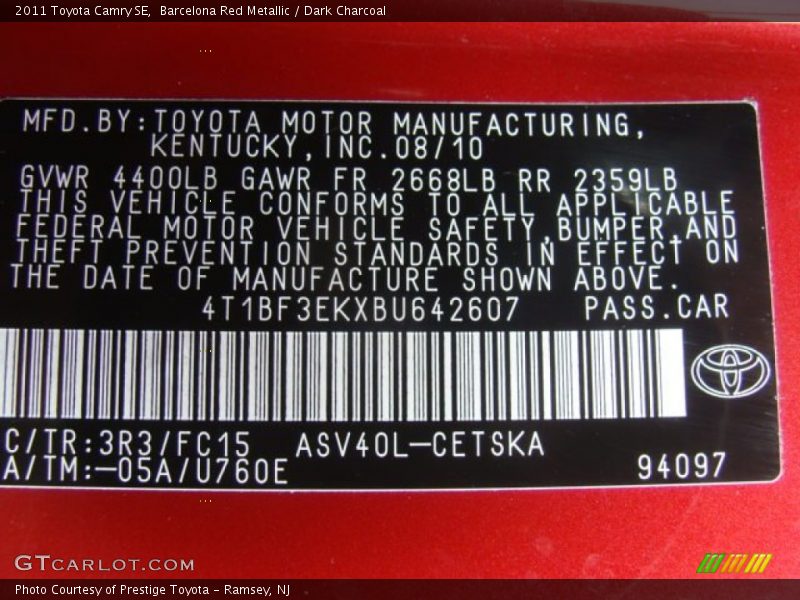 2011 Toyota Camry SE,  Barcelona Red Metallic / Dark Charcoal
MFD.BY:TOYOTA MOTOR MANUFACTURING,
KENTUCKY,INC.08/10
GVWR 4400LB GAWR FR 2668LB RR 2359LB
THIS VEHICLE CONFORMS TO ALL APPLICABLE
FEDERAL MOTOR VEHICLE SAFETY,BUMPER,AND
THEFT PREVENTION STANDARDS IN EFFECT ON
THE DATE OF MANUFACTURE SHOWN ABOVE.
4T1BF3EKXBU642607 PASS.CAR
C/TR:3R3/FC15 ASV40L-CETSKA
A/TM:-05A/U760E 94097
GTCARLOT.COM
Photo Courtesy of Prestige Toyota - Ramsey, NJ